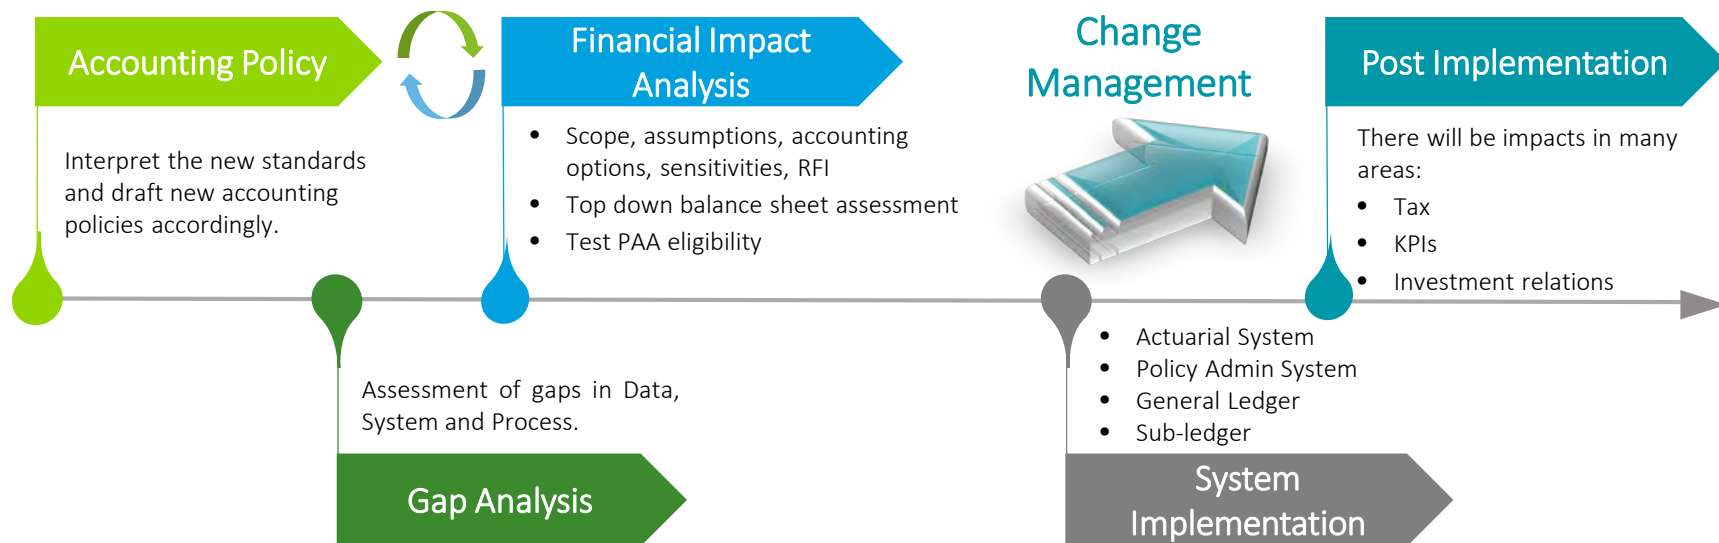 Accounting Policy
Interpret the new standards
and draft new accounting
policies accordingly.
Assessment of gaps in Data,
System and Process.
Gap Analysis
Financial Impact
Analysis
• Scope, assumptions, accounting
options, sensitivities, RFI
• Top down balance sheet assessment
• Test PAA eligibility
Change
Management
• Actuarial System
• Policy Admin System
• General Ledger
• Sub-ledger
System
Implementation
Post Implementation
There will be impacts in many
areas:
• Tax
• KPIs
• Investment relations